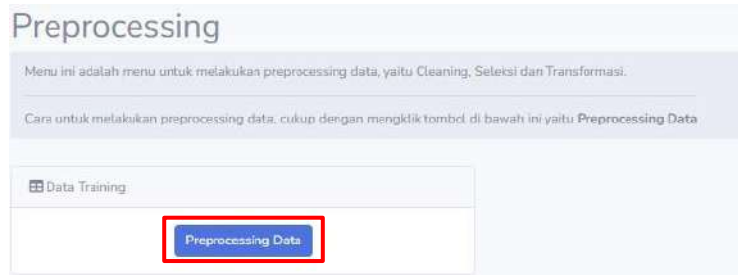 Preprocessing
Menu ini adalah menu untuk melakukan preprocessing data, yaitu Cleaning, Seleksi dan Transformasi.
Cara untuk melakukan preprocessing data, cukup dengan mengklik tombol di bawah ini yaitu Preprocessing Data
Data Training
Preprocessing Data